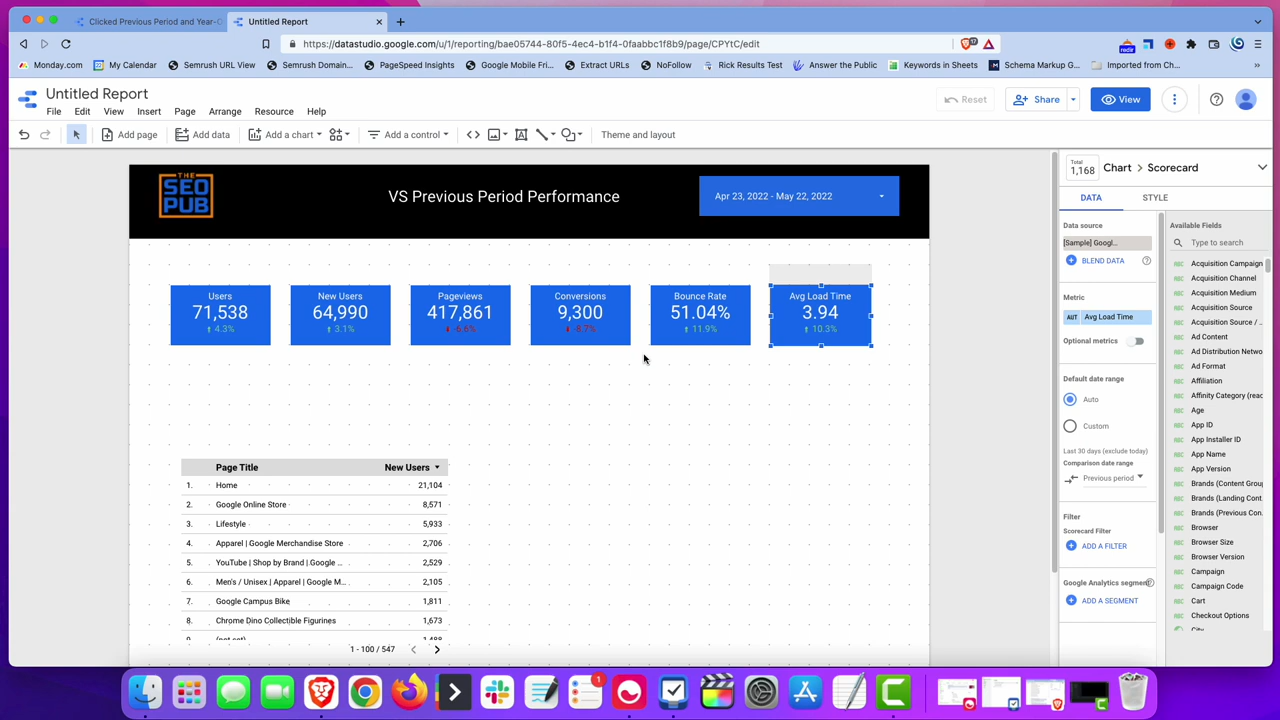 Clicked Previous Period and Year-O
Untitled Report
https://datastudio.google.com/u/1/reporting/bae05744-80f5-4ec4-b1f4-0faabbc1f8b9/page/CPYtC/edit
Monday.com
My Calendar
Semrush URL View
Semrush Domain...
PageSpeed Insights
Google Mobile Fri...
Extract URLs
NoFollow
Rick Results Test
Answer the Public
Keywords in Sheets
Schema Markup G...
Imported from Ch...
Untitled Report
File
Edit
View
Insert
Page
Arrange
Resource
Help
Reset
Share
View
Add page
Add data
Add a chart
Add a control
Theme and layout
THE SEO PUB
VS Previous Period Performance
Apr 23, 2022 - May 22, 2022
Users
71,538
4.3%
New Users
64,990
3.1%
Pageviews
417,861
-6.6%
Conversions
9,300
-8.7%
Bounce Rate
51.04%
11.9%
Avg Load Time
3.94
10.3%
Page Title New Users
1. Home 21,104
2. Google Online Store 8,571
3. Lifestyle 5,933
4. Apparel | Google Merchandise Store 2,706
5. YouTube | Shop by Brand | Google ... 2,529
6. Men's / Unisex | Apparel | Google M... 2,105
7. Google Campus Bike 1,811
8. Chrome Dino Collectible Figurines 1,673
9. (not set) 1,488
1 - 100 / 547
Total
1,168
Chart > Scorecard
DATA
STYLE
Data source
[Sample] Googl...
BLEND DATA
Metric
AUT Avg Load Time
Optional metrics
Default date range
Auto
Custom
Last 30 days (exclude today)
Comparison date range
Previous period
Filter
Scorecard Filter
ADD A FILTER
Google Analytics segment
ADD A SEGMENT
Available Fields
Type to search
Acquisition Campaign
Acquisition Channel
Acquisition Medium
Acquisition Source
Acquisition Source / ..
Ad Content
Ad Distribution Netwo
Ad Format
Affiliation
Affinity Category (reac
Age
App ID
App Installer ID
App Name
App Version
Brands (Content Group
Brands (Landing Cont.
Brands (Previous Con.
Browser
Browser Size
Browser Version
Campaign
Campaign Code
Cart
Checkout Options
City